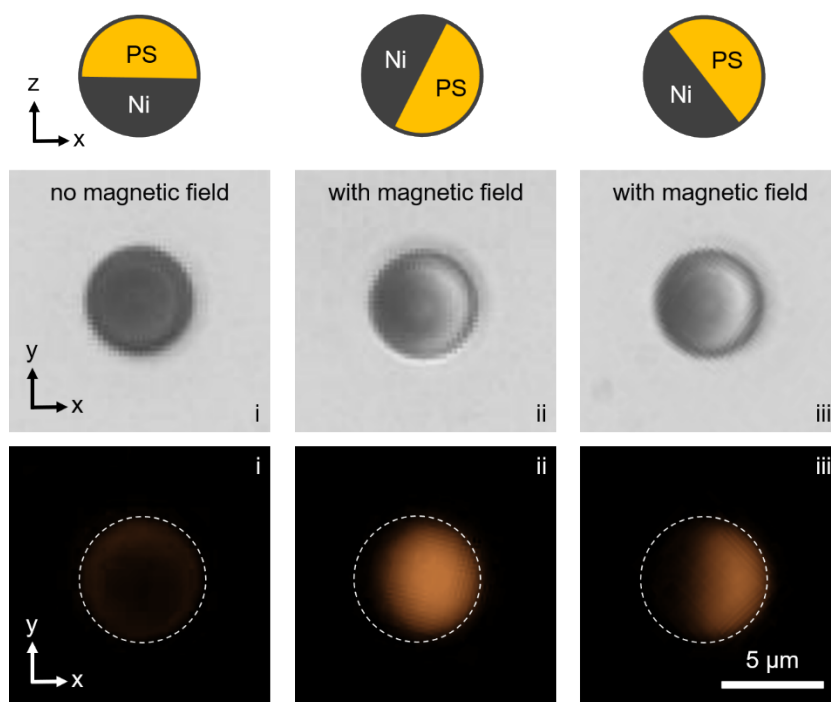 PS
Ni
z
x
Ni
PS
PS
Ni
no magnetic field
y
x
i
with magnetic field
ii
with magnetic field
iii
i
y
x
ii
iii
5 µm